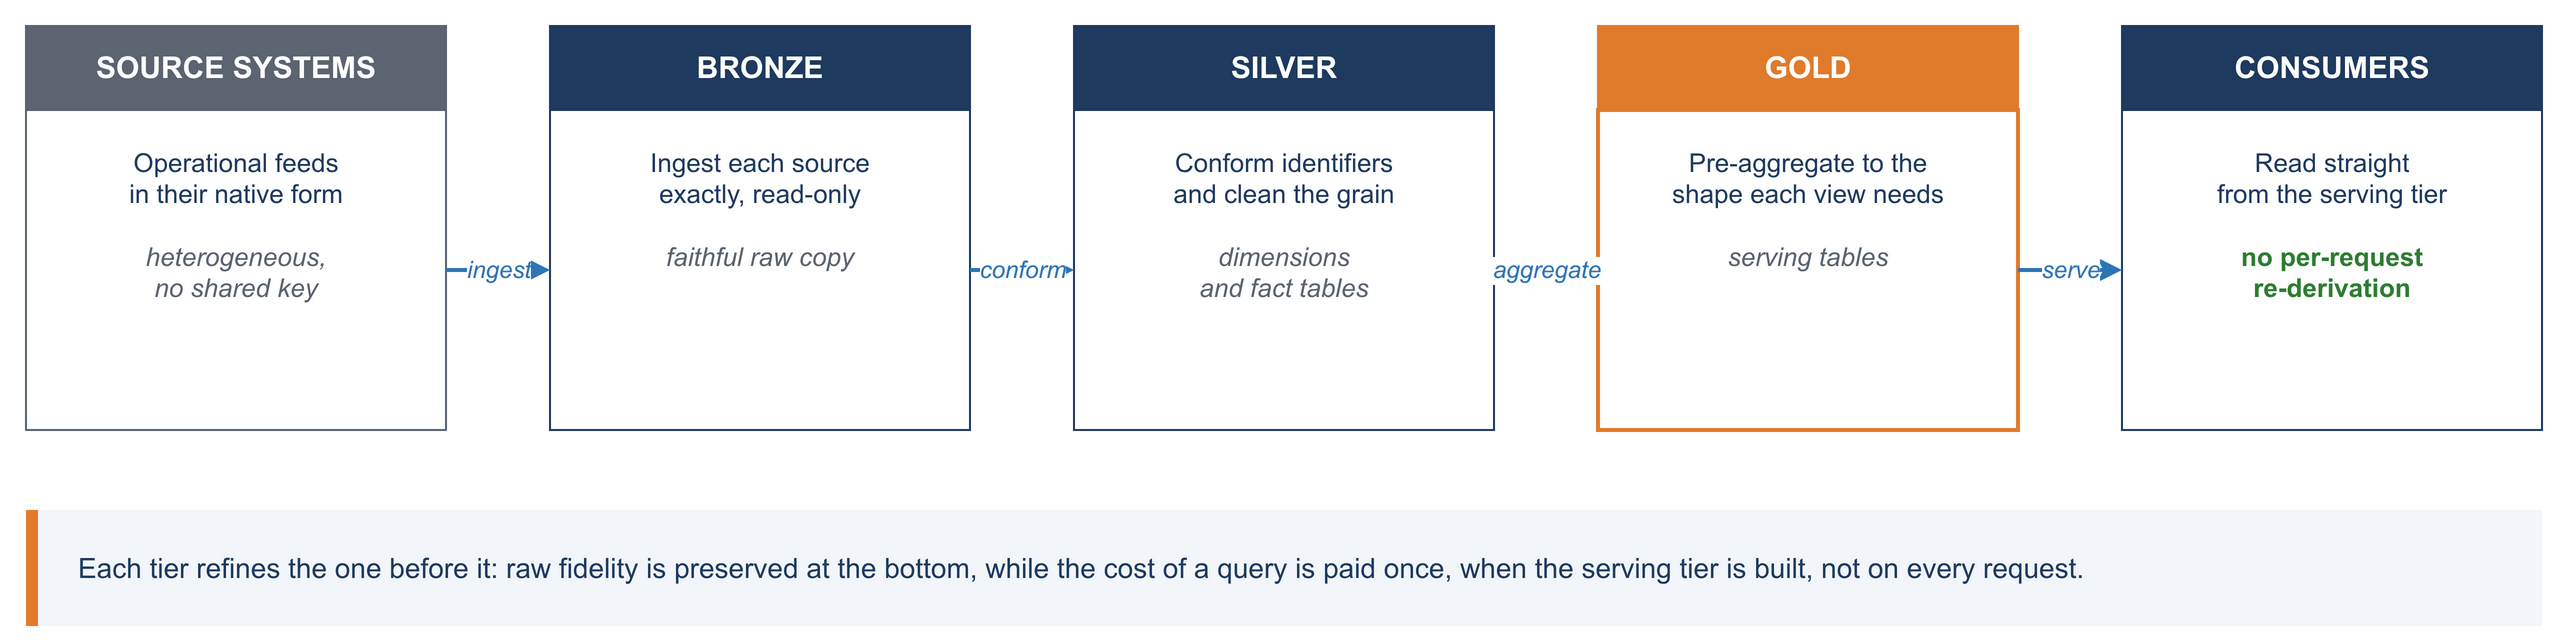 SOURCE SYSTEMS
Operational feeds
in their native form
heterogeneous,
no shared key
ingest
BRONZE
Ingest each source
exactly, read-only
faithful raw copy
conform
SILVER
Conform identifiers
and clean the grain
dimensions
and fact tables
aggregate
GOLD
Pre-aggregate to the
shape each view needs
serving tables
serve
CONSUMERS
Read straight
from the serving tier
no per-request
re-derivation
Each tier refines the one before it: raw fidelity is preserved at the bottom, while the cost of a query is paid once, when the serving tier is built, not on every request.